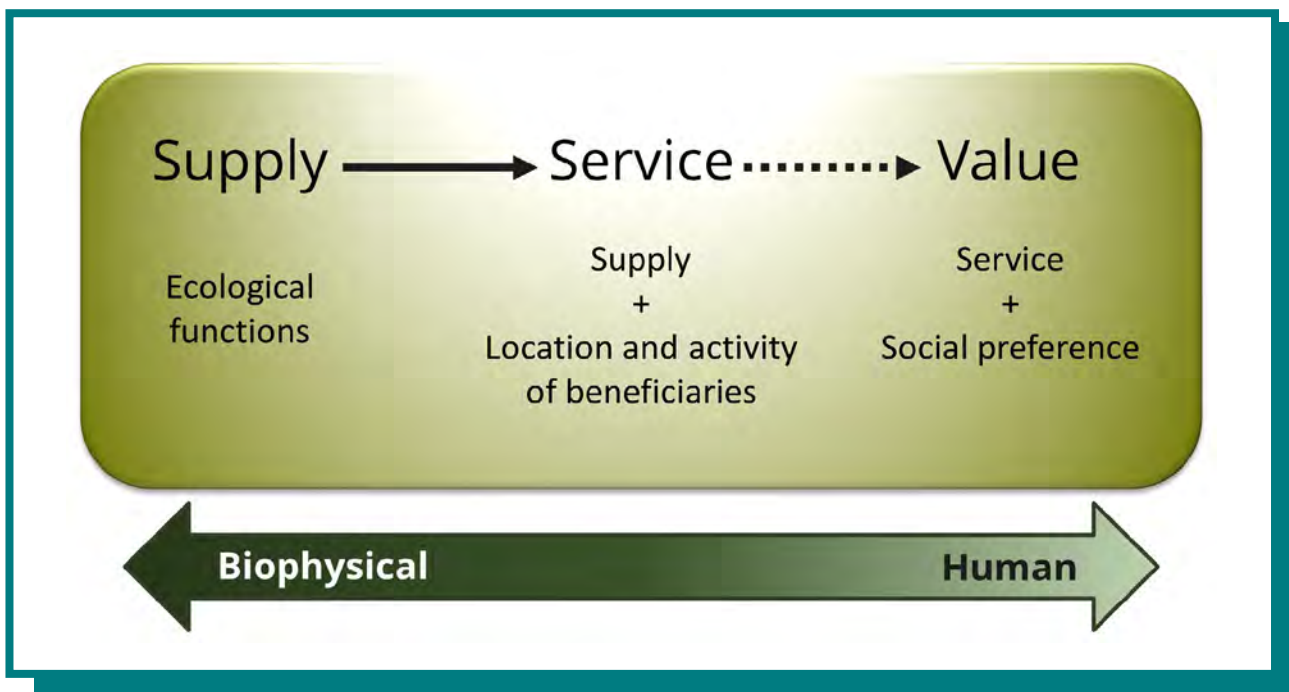 Supply Service Value
Ecological
functions
Supply
+
Location and activity
of beneficiaries
Service
+
Social preference
Biophysical Human